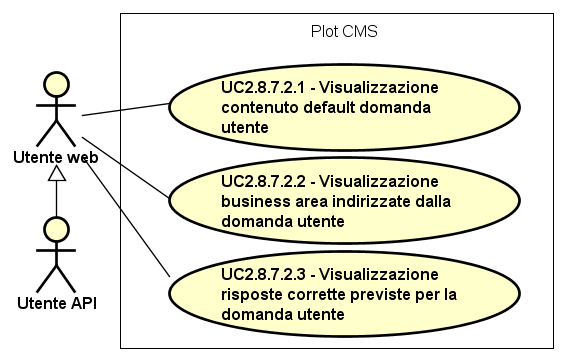 Plot CMS
UC2.8.7.2.1 - Visualizzazione
contenuto default domanda
utente
Utente web
UC2.8.7.2.2 - Visualizzazione
business area indirizzate dalla
domanda utente
Utente API
UC2.8.7.2.3 - Visualizzazione
risposte corrette previste per la
domanda utente